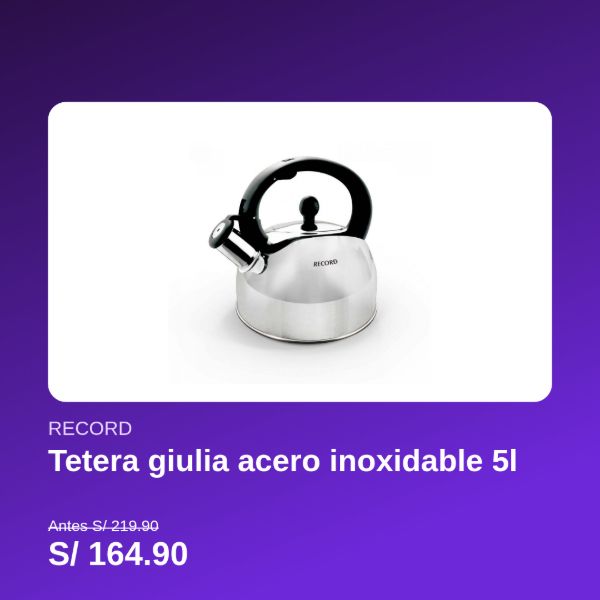 RECORD
RECORD
Tetera giulia acero inoxidable 5l
Antes S/ 219.90
S/ 164.90